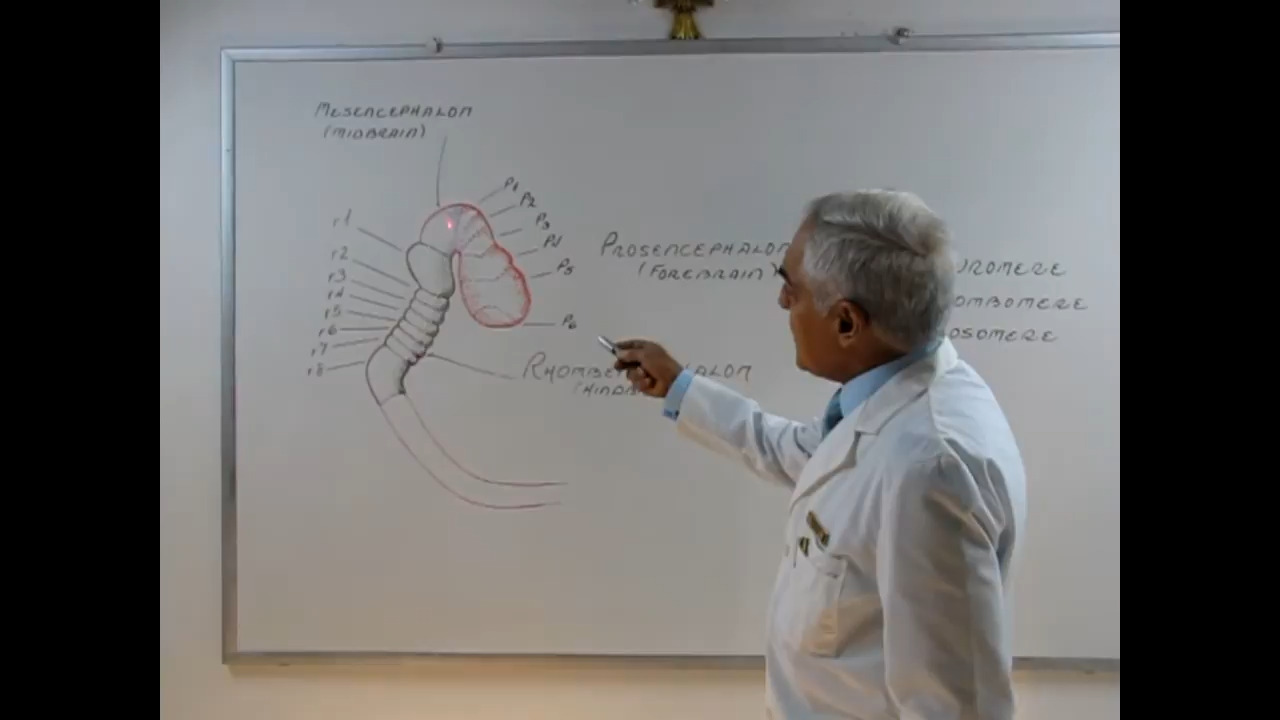 MESENCEPHALON
(MIDBRAIN)
P1
P2
P3
P4
P5
P6
r1
r2
r3
r4
r5
r6
r7
r8
PROSENCEPHALON
(FOREBRAIN)
UROMERE
OMBOMERE
OSOMERE
RHOMBE HALON
(HINDB